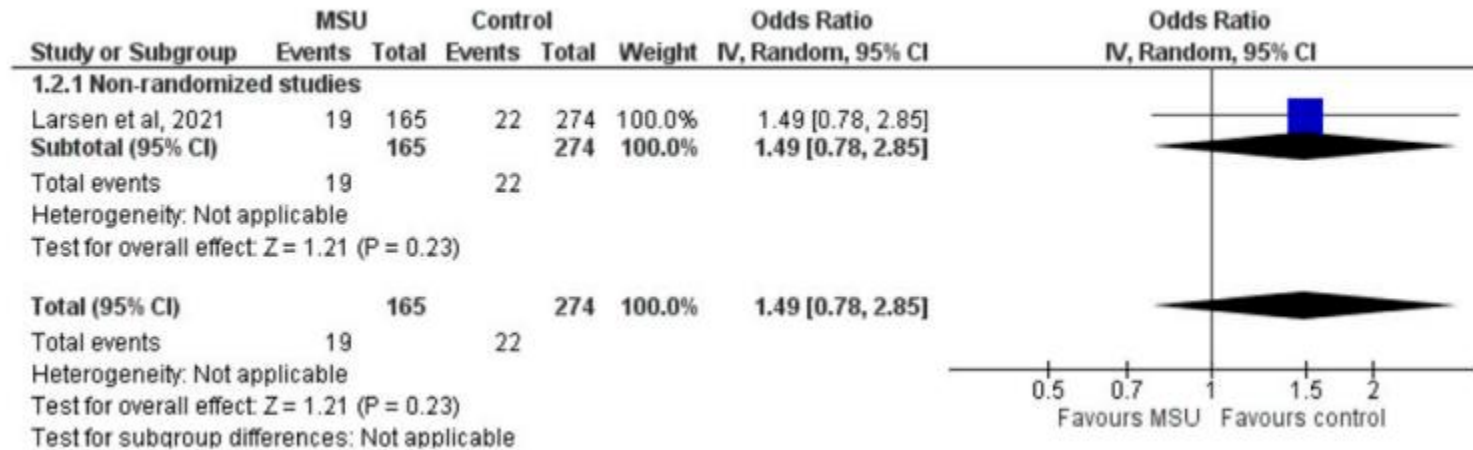 MSU Control Odds Ratio Odds Ratio
Study or Subgroup Events Total Events Total Weight IV, Random, 95% CI IV, Random, 95% CI
1.2.1 Non-randomized studies
Larsen et al, 2021 19 165 22 274 100.0% 1.49 [0.78, 2.85]
Subtotal (95% CI) 165 274 100.0% 1.49 [0.78, 2.85]
Total events 19 22
Heterogeneity: Not applicable
Test for overall effect: Z = 1.21 (P = 0.23)
Total (95% CI) 165 274 100.0% 1.49 [0.78, 2.85]
Total events 19 22
Heterogeneity: Not applicable
Test for overall effect: Z = 1.21 (P = 0.23)
Test for subgroup differences: Not applicable
0.5 0.7 1 1.5 2
Favours MSU Favours control